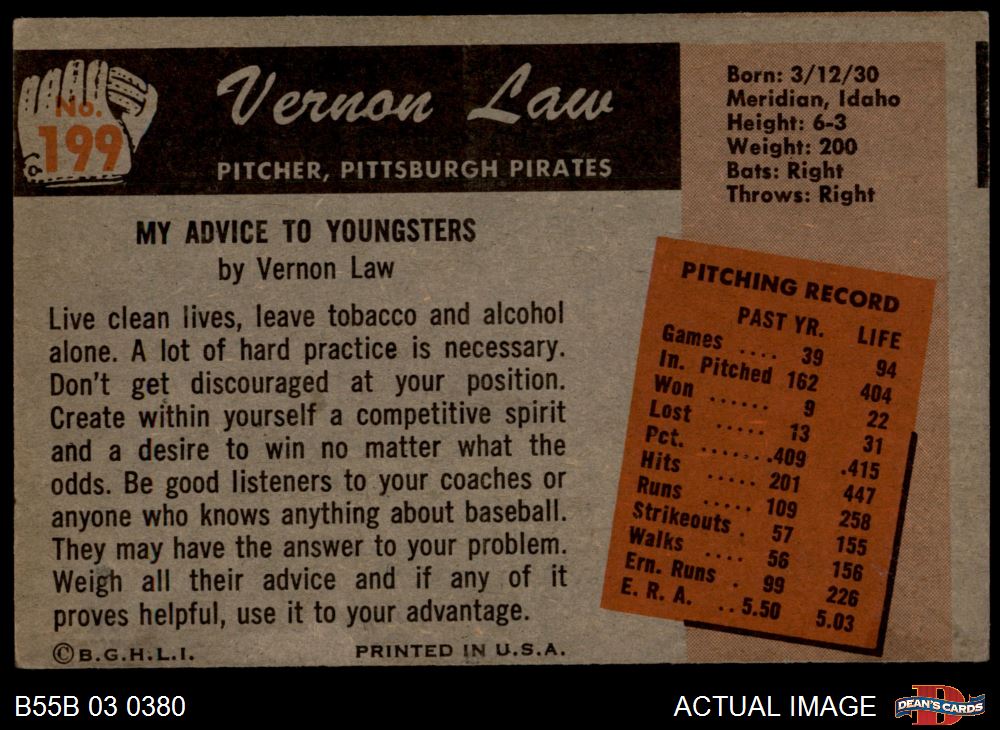 No.
199
Vernon Law
PITCHER, PITTSBURGH PIRATES
Born: 3/12/30
Meridian, Idaho
Height: 6-3
Weight: 200
Bats: Right
Throws: Right
MY ADVICE TO YOUNGSTERS
by Vernon Law
Live clean lives, leave tobacco and alcohol
alone. A lot of hard practice is necessary.
Don't get discouraged at your position.
Create within yourself a competitive spirit
and a desire to win no matter what the
odds. Be good listeners to your coaches or
anyone who knows anything about baseball.
They may have the answer to your problem.
Weigh all their advice and if any of it
proves helpful, use it to your advantage.
PITCHING RECORD
PAST YR. LIFE
Games .... 39 94
In. Pitched 162 404
Won ...... 9 22
Lost ..... 13 31
Pct. ....... .409 .415
Hits ..... 201 447
Runs ..... 109 258
Strikeouts . 57 155
Walks .... 56 156
Ern. Runs . 99 226
E. R. A. .. 5.50 5.03
©B.G.H.L.I. PRINTED IN U.S.A.
B55B 03 0380 ACTUAL IMAGE DEAN'S CARDS